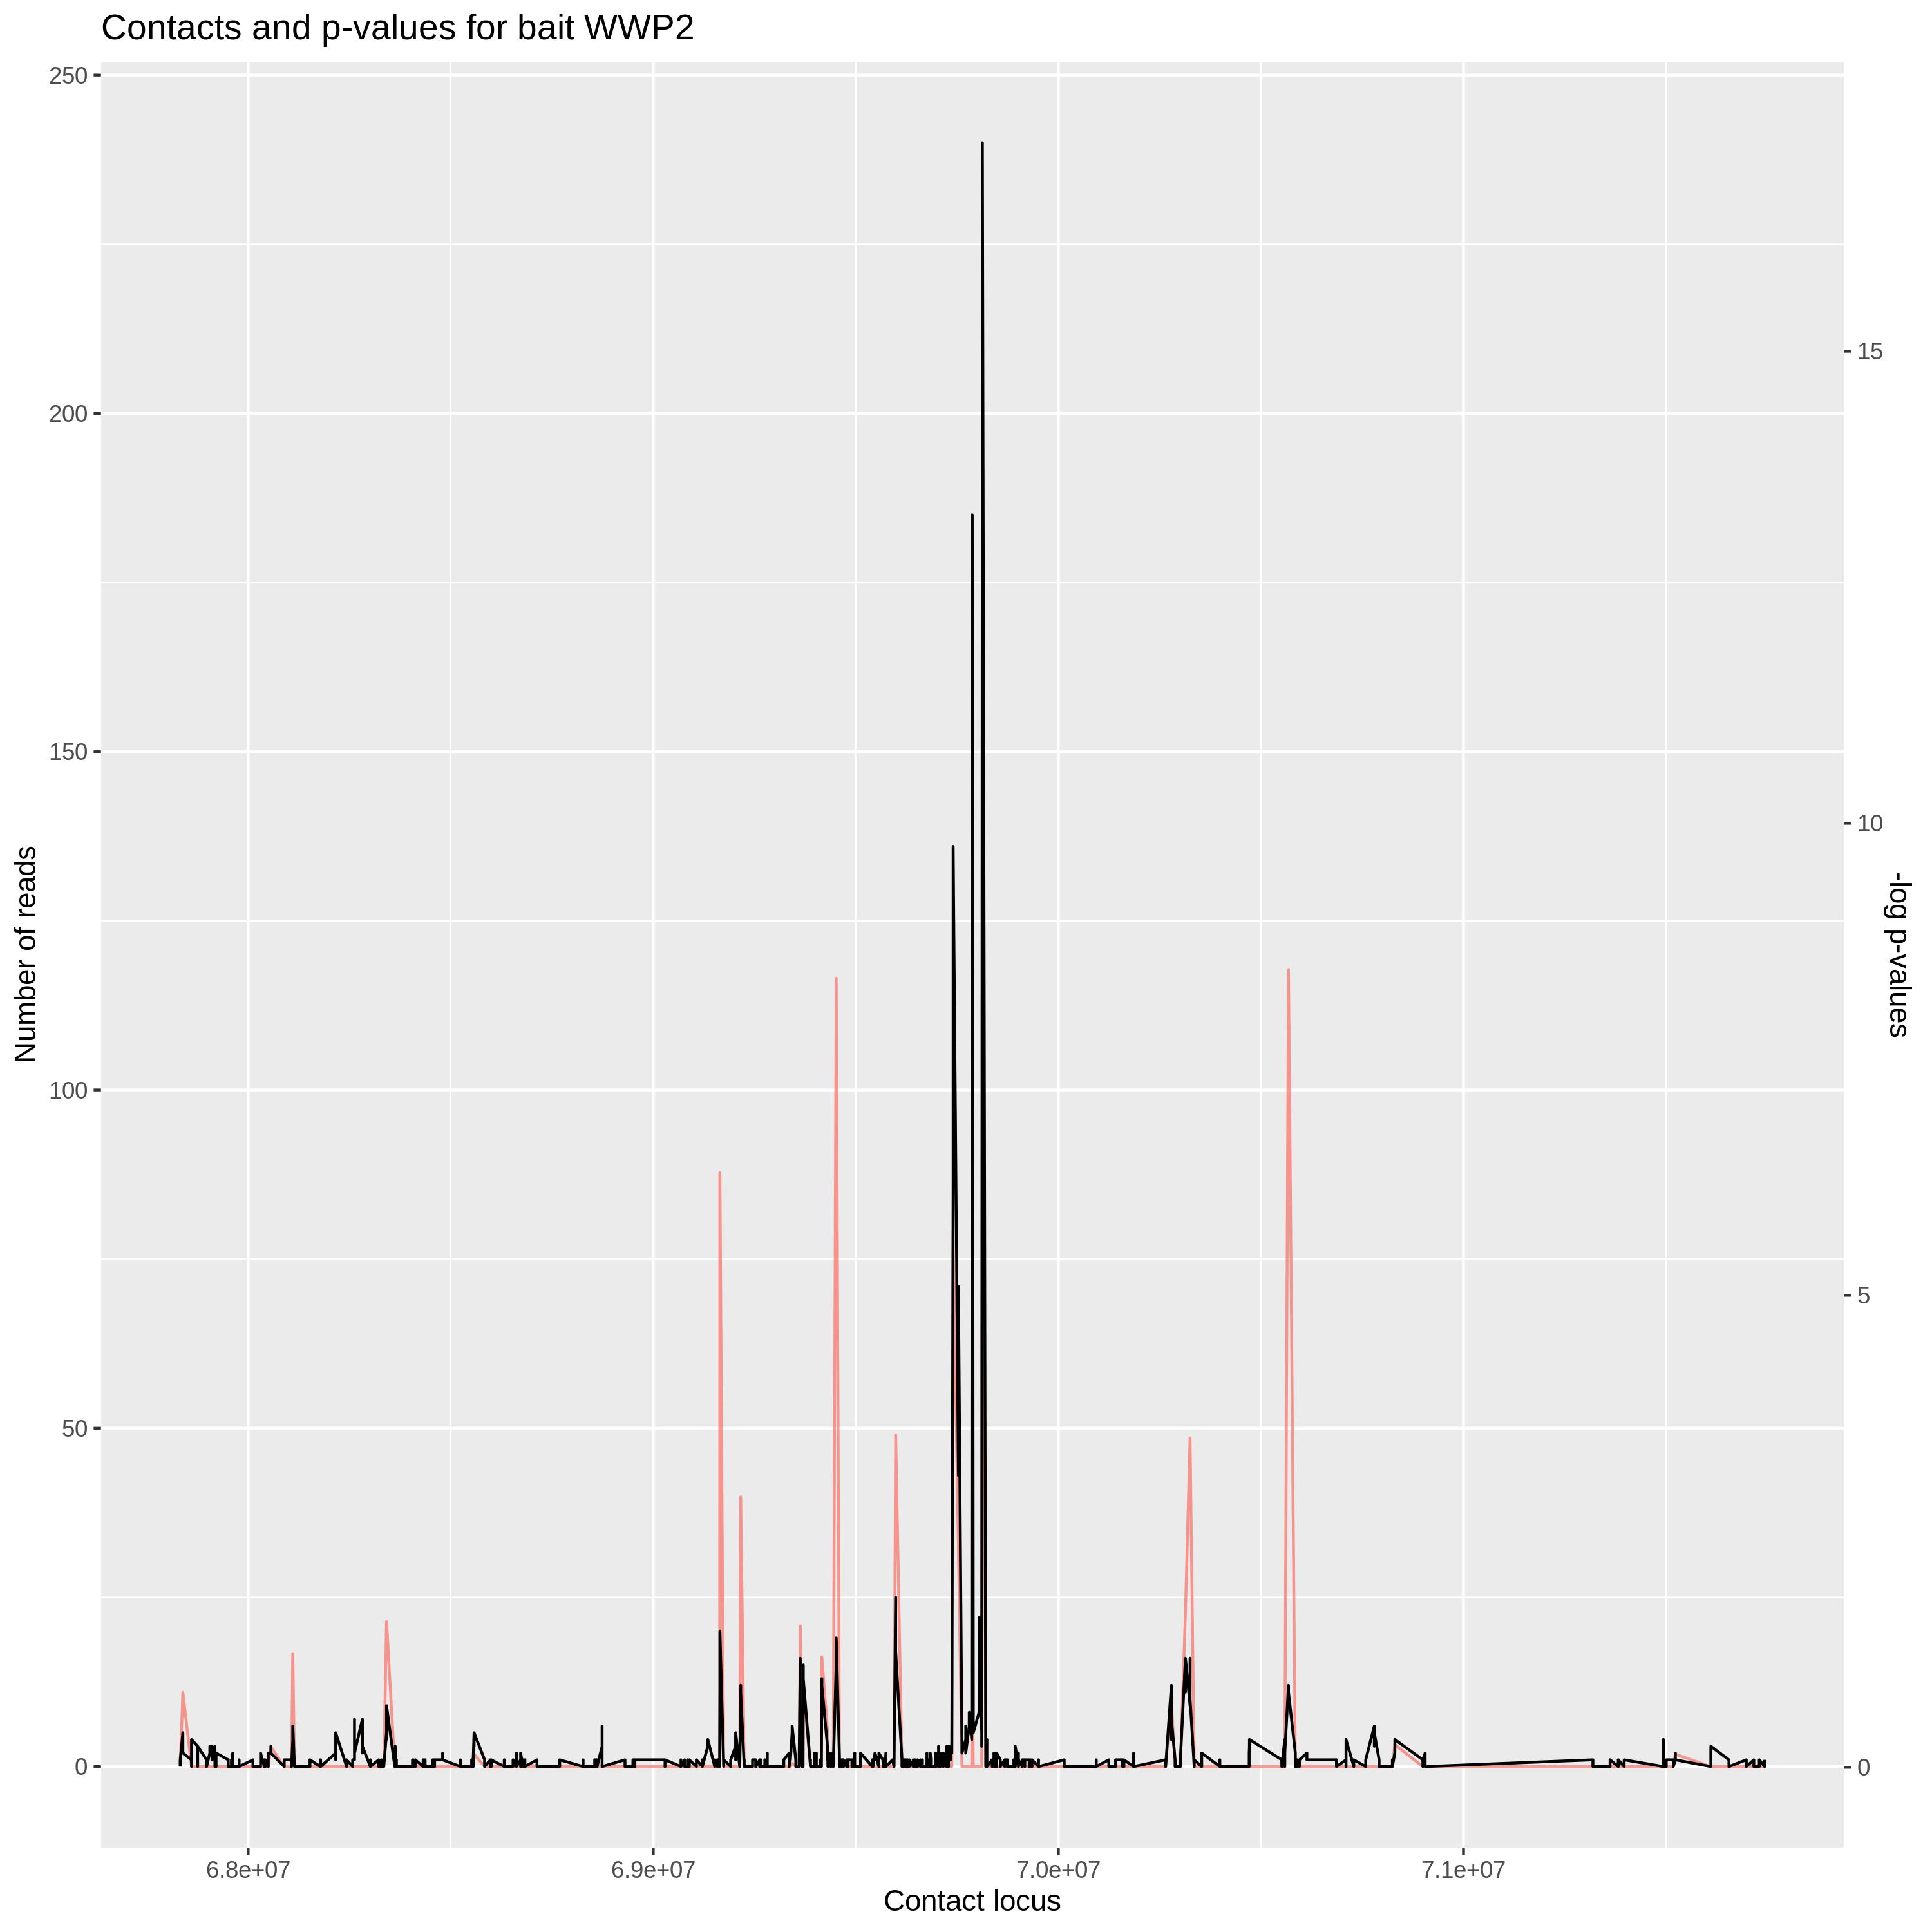 Contacts and p-values for bait WWP2
250
200
150
100
50
0
Number of reads
15
10
5
0
-log p-values
6.8e+07
6.9e+07
7.0e+07
7.1e+07
Contact locus